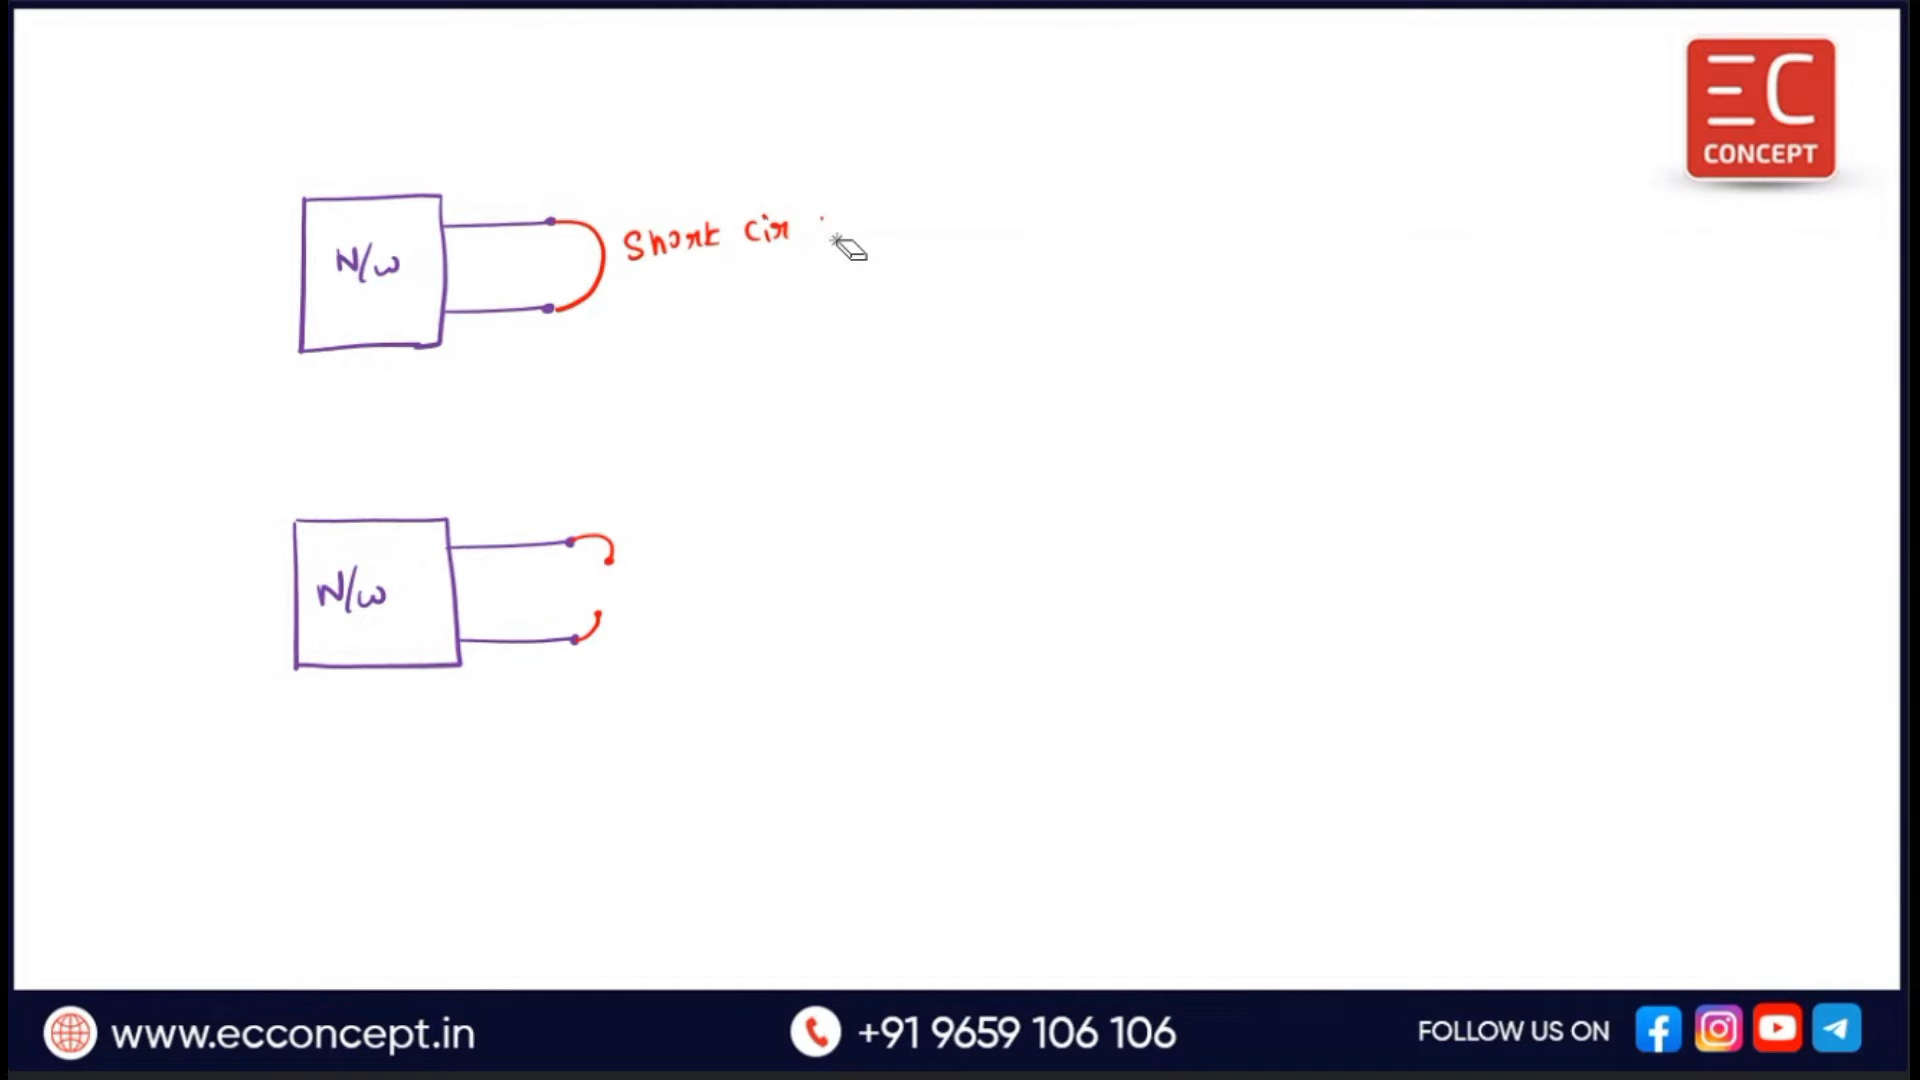 EC
CONCEPT
N/w
Short Cir
N/w
www.ecconcept.in
+91 9659 106 106
FOLLOW US ON